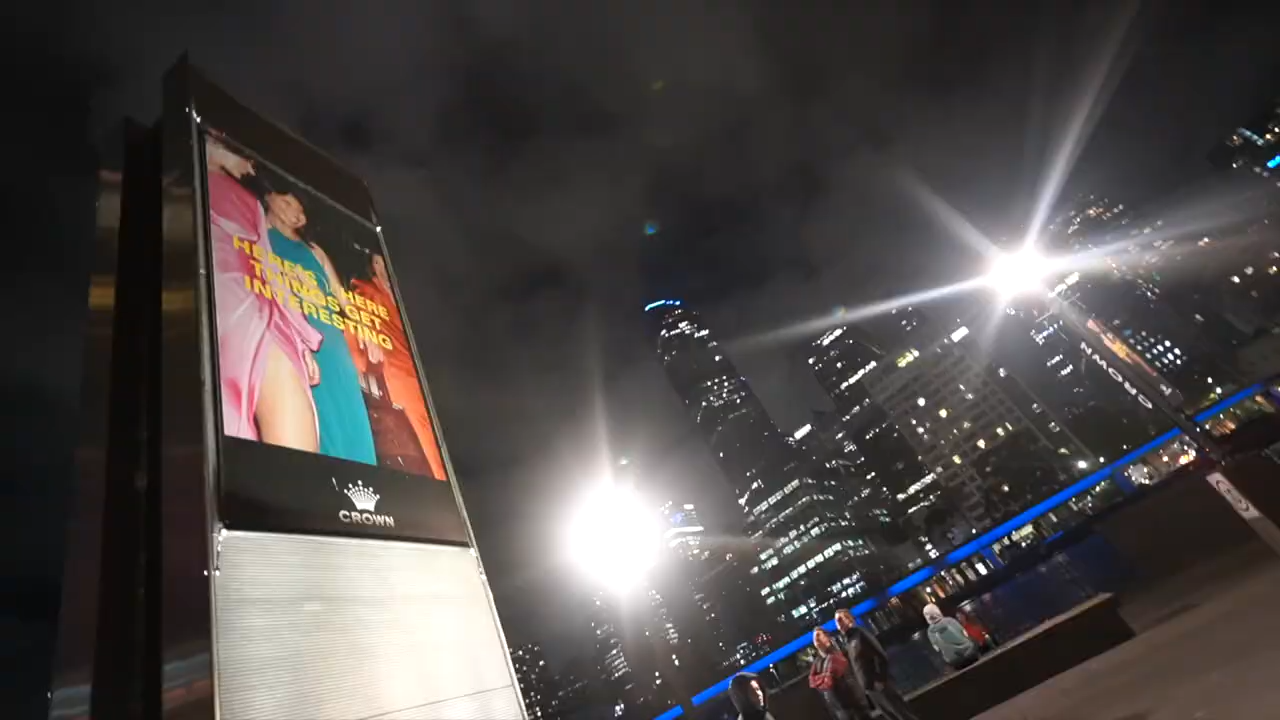 HERE'S WHERE
THINGS GET
INTERESTING
CROWN
CROWN